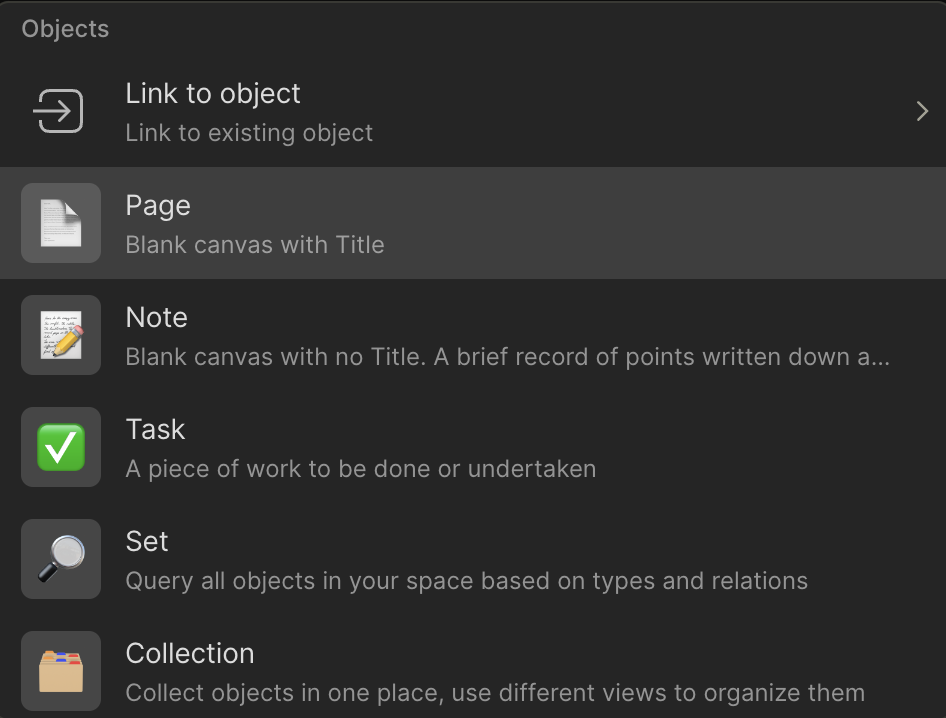 Objects
Link to object
Link to existing object
Page
Blank canvas with Title
Note
Blank canvas with no Title. A brief record of points written down a...
Task
A piece of work to be done or undertaken
Set
Query all objects in your space based on types and relations
Collection
Collect objects in one place, use different views to organize them